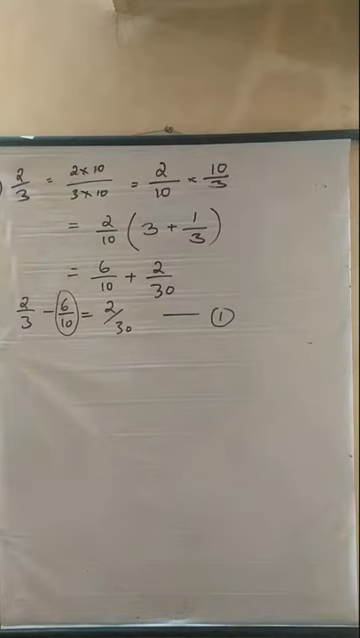 ) 2/3 = 2×10/3×10 = 2/10 × 10/3
= 2/10 (3 + 1/3)
= 6/10 + 2/30
2/3 - 6/10 = 2/30 — ①